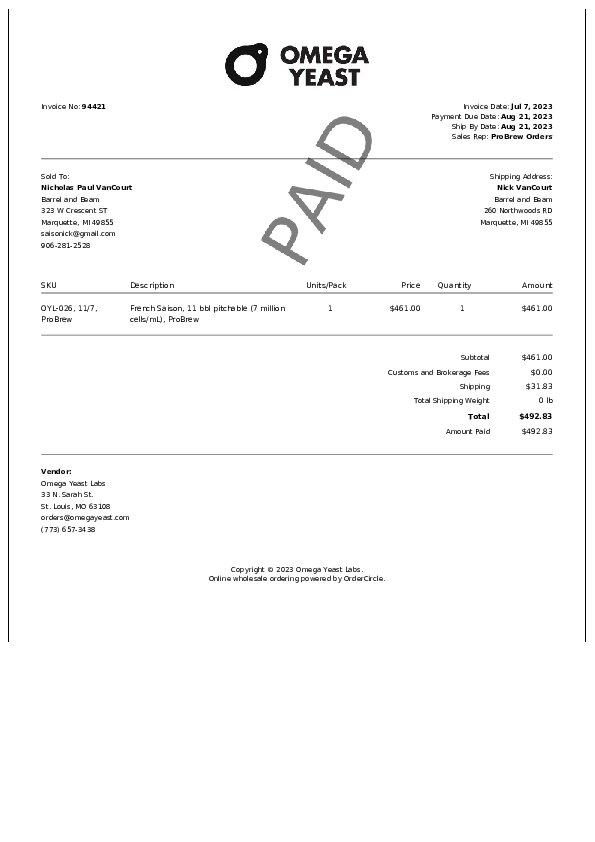 OMEGA
YEAST
Invoice No: 94421
Invoice Date: Jul 7, 2023
Payment Due Date: Aug 21, 2023
Ship By Date: Aug 21, 2023
Sales Rep: ProBrew Orders
PAID
Sold To:
Nicholas Paul VanCourt
Barrel and Beam
323 W Crescent ST
Marquette, MI 49855
saisonick@gmail.com
906-281-2528
Shipping Address:
Nick VanCourt
Barrel and Beam
260 Northwoods RD
Marquette, MI 49855
SKU Description Units/Pack Price Quantity Amount
OYL-026, 11/7, French Saison, 11 bbl pitchable (7 million 1 $461.00 1 $461.00
ProBrew cells/mL), ProBrew
Subtotal $461.00
Customs and Brokerage Fees $0.00
Shipping $31.83
Total Shipping Weight 0 lb
Total $492.83
Amount Paid $492.83
Vendor:
Omega Yeast Labs
33 N. Sarah St.
St. Louis, MO 63108
orders@omegayeast.com
(773) 657-3438
Copyright © 2023 Omega Yeast Labs.
Online wholesale ordering powered by OrderCircle.